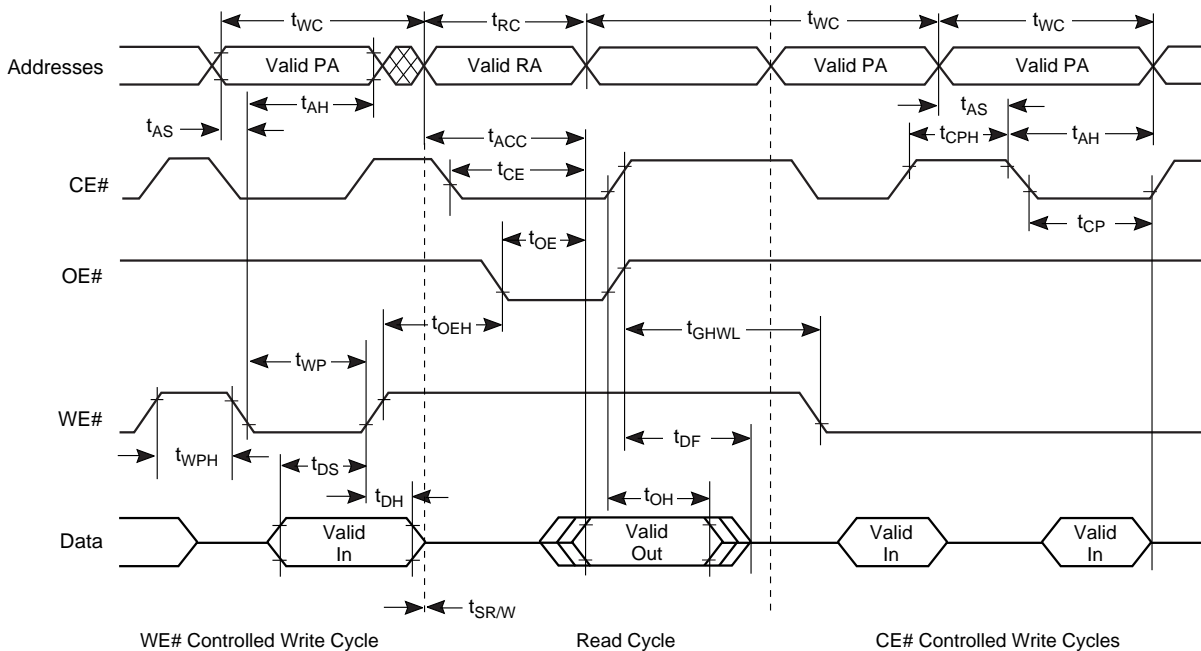 tWC tRC tWC tWC
Addresses Valid PA Valid RA Valid PA Valid PA
tAH tAS
tAS tACC tCPH tAH
CE# tCE
tOE tCP
OE#
tOEH tGHWL
tWP
WE#
tWPH tDS tDF
tDH tOH
Data Valid In Valid Out Valid In Valid In
tSR/W
WE# Controlled Write Cycle Read Cycle CE# Controlled Write Cycles